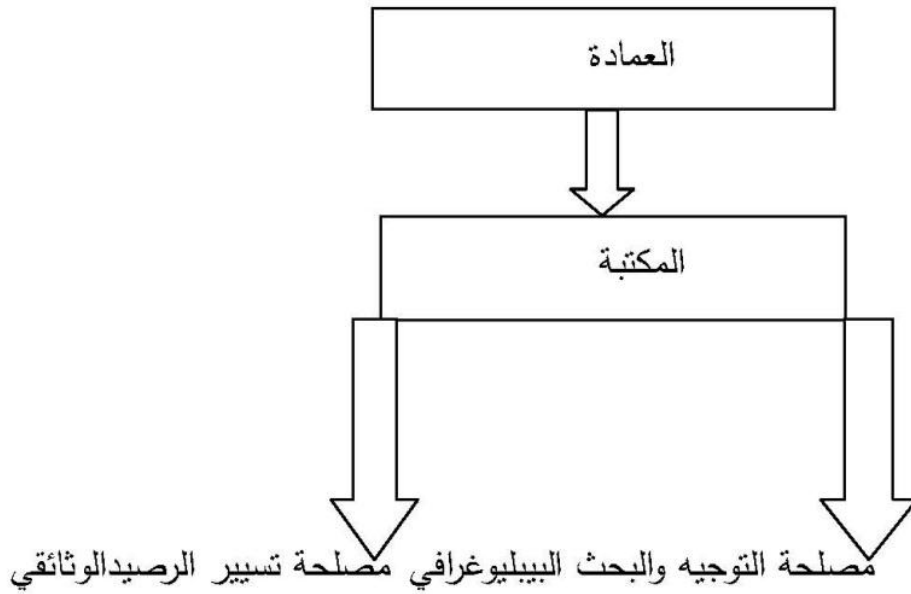 العمادة
المكتبة
مصلحة التوجيه والبحث البيبليوغرافي مصلحة تسيير الرصيدالوثائقي